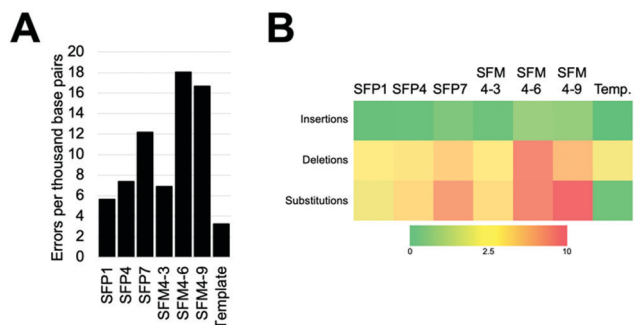 A
Errors per thousand base pairs
20
18
16
14
12
10
8
6
4
2
0
SFP1
SFP4
SFP7
SFM4-3
SFM4-6
SFM4-9
Template
B
SFP1 SFP4 SFP7 SFM 4-3 SFM 4-6 SFM 4-9 Temp.
Insertions
Deletions
Substitutions
0 2.5 10